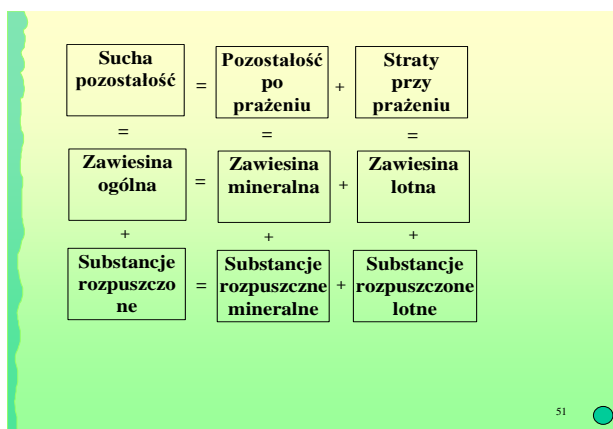 Sucha
pozostałość
=
Pozostałość
po
prażeniu
+
Straty
przy
prażeniu
=
=
=
Zawiesina
ogólna
=
Zawiesina
mineralna
+
Zawiesina
lotna
+
+
+
Substancje
rozpuszczo
ne
=
Substancje
rozpuszczne
mineralne
+
Substancje
rozpuszczone
lotne
51